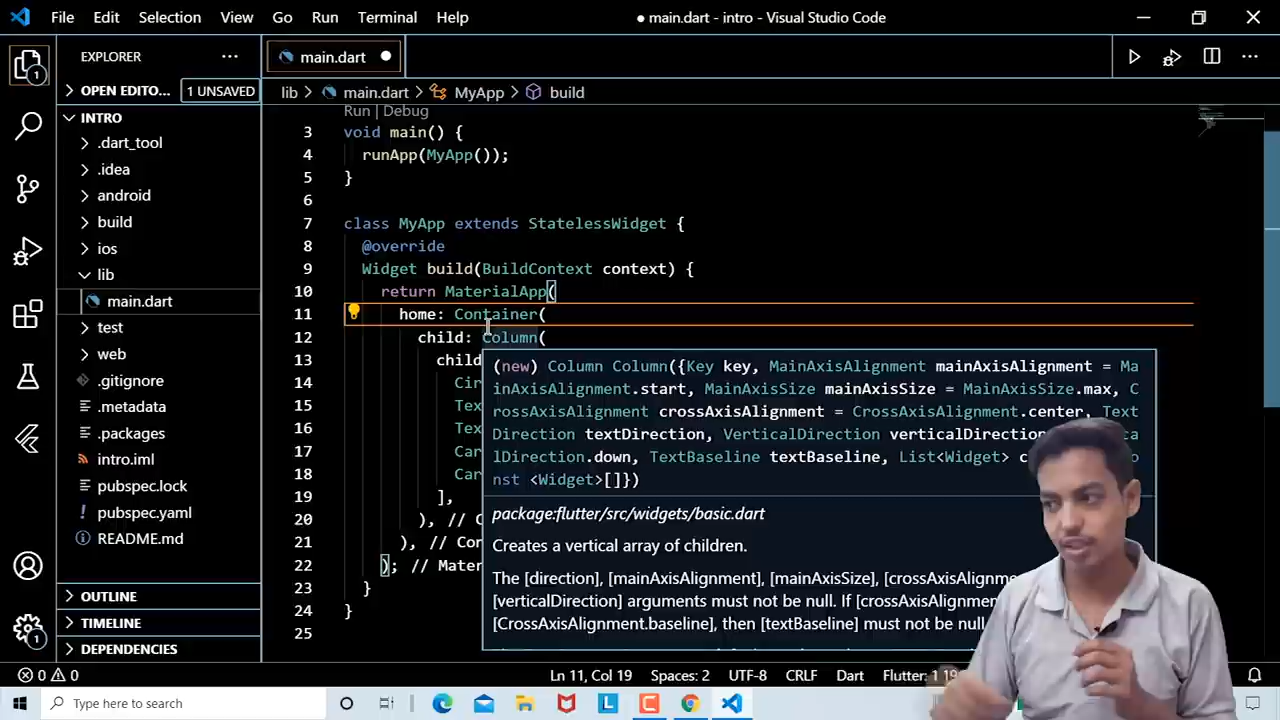 File Edit Selection View Go Run Terminal Help
● main.dart - intro - Visual Studio Code
EXPLORER
OPEN EDITO...
1 UNSAVED
INTRO
.dart_tool
.idea
android
build
ios
lib
main.dart
test
web
.gitignore
.metadata
.packages
intro.iml
pubspec.lock
pubspec.yaml
README.md
OUTLINE
TIMELINE
DEPENDENCIES
1
1
main.dart
lib > main.dart > MyApp > build
Run | Debug
3 void main() {
4 runApp(MyApp());
5 }
6
7 class MyApp extends StatelessWidget {
8 @override
9 Widget build(BuildContext context) {
10 return MaterialApp(
11 home: Container(
12 child: Column(
13 child
14 Cir
15 Tex
16 Tex
17 Car
18 Car
19 ],
20 ), // C
21 ), // Con
22 ); // Mater
23 }
24 }
25
(new) Column Column({Key key, MainAxisAlignment mainAxisAlignment = Ma
inAxisAlignment.start, MainAxisSize mainAxisSize = MainAxisSize.max, C
rossAxisAlignment crossAxisAlignment = CrossAxisAlignment.center, Text
Direction textDirection, VerticalDirection verticalDirection
lDirection.down, TextBaseline textBaseline, List<Widget> c
nst <Widget>[]})
package:flutter/src/widgets/basic.dart
Creates a vertical array of children.
The [direction], [mainAxisAlignment], [mainAxisSize], [crossAxisAlignme
[verticalDirection] arguments must not be null. If [crossAxisAlignment
[CrossAxisAlignment.baseline], then [textBaseline] must not be null
0 0
Ln 11, Col 19 Spaces: 2 UTF-8 CRLF Dart Flutter: 1.19
Type here to search